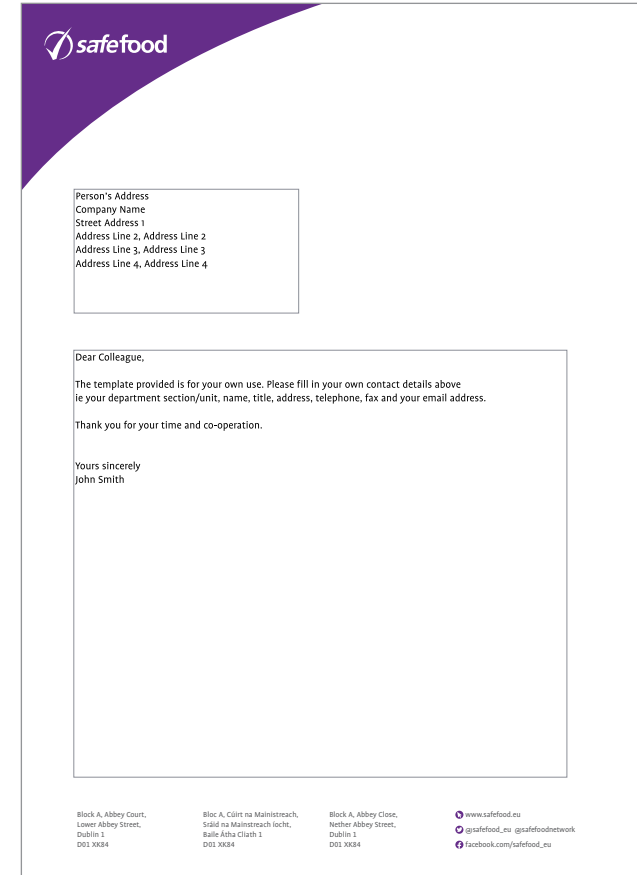 safefood
Person's Address
Company Name
Street Address 1
Address Line 2, Address Line 2
Address Line 3, Address Line 3
Address Line 4, Address Line 4
Dear Colleague,
The template provided is for your own use. Please fill in your own contact details above
ie your department section/unit, name, title, address, telephone, fax and your email address.
Thank you for your time and co-operation.
Yours sincerely
John Smith
Block A, Abbey Court,
Lower Abbey Street,
Dublin 1
D01 XK84
Bloc A, Cúirt na Mainistreach,
Sráid na Mainstreach íocht,
Baile Átha Cliath 1
D01 XK84
Block A, Abbey Close,
Nether Abbey Street,
Dublin 1
D01 XK84
www.safefood.eu
@safefood_eu @safefoodnetwork
facebook.com/safefood_eu